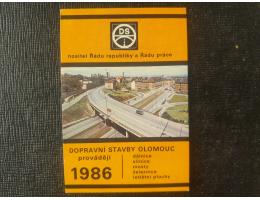 DS
nositel Řádu republiky a Řádu práce
DOPRAVNÍ STAVBY OLOMOUC
provádějí
1986
dálnice
silnice
mosty
železnice
letištní plochy